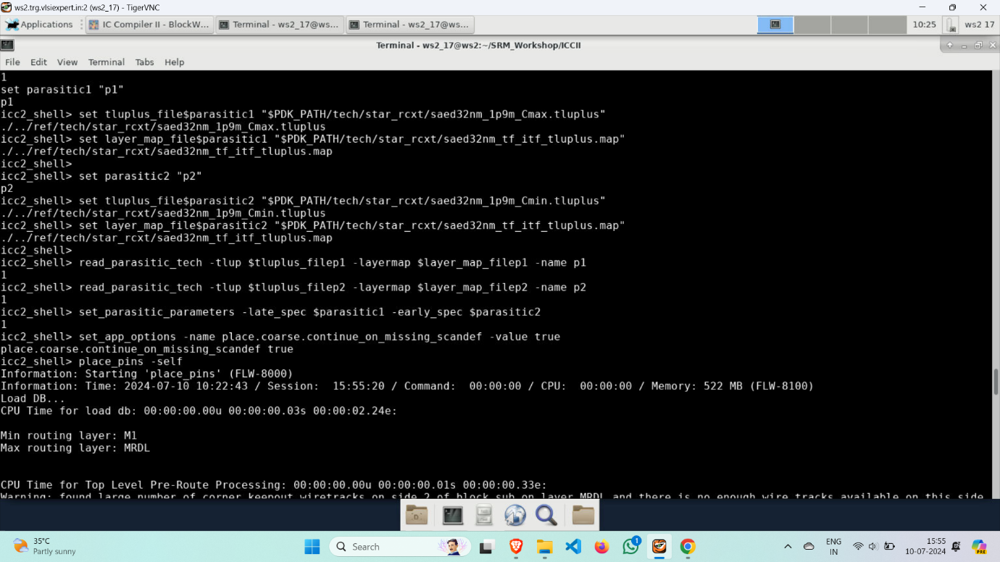 ws2.trg.vlsiexpert.in:2 (ws2_17) - TigerVNC
Applications
IC Compiler II - BlockW...
Terminal - ws2_17@ws...
Terminal - ws2_17@ws...
10:25
ws2 17
Terminal - ws2_17@ws2:~/SRM_Workshop/ICCII
File Edit View Terminal Tabs Help
1
set parasitic1 "p1"
p1
icc2_shell> set tluplus_file$parasitic1 "$PDK_PATH/tech/star_rcxt/saed32nm_1p9m_Cmax.tluplus"
./../ref/tech/star_rcxt/saed32nm_1p9m_Cmax.tluplus
icc2_shell> set layer_map_file$parasitic1 "$PDK_PATH/tech/star_rcxt/saed32nm_tf_itf_tluplus.map"
./../ref/tech/star_rcxt/saed32nm_tf_itf_tluplus.map
icc2_shell>
icc2_shell> set parasitic2 "p2"
p2
icc2_shell> set tluplus_file$parasitic2 "$PDK_PATH/tech/star_rcxt/saed32nm_1p9m_Cmin.tluplus"
./../ref/tech/star_rcxt/saed32nm_1p9m_Cmin.tluplus
icc2_shell> set layer_map_file$parasitic2 "$PDK_PATH/tech/star_rcxt/saed32nm_tf_itf_tluplus.map"
./../ref/tech/star_rcxt/saed32nm_tf_itf_tluplus.map
icc2_shell>
icc2_shell> read_parasitic_tech -tlup $tluplus_filep1 -layermap $layer_map_filep1 -name p1
1
icc2_shell> read_parasitic_tech -tlup $tluplus_filep2 -layermap $layer_map_filep2 -name p2
1
icc2_shell> set_parasitic_parameters -late_spec $parasitic1 -early_spec $parasitic2
1
icc2_shell> set_app_options -name place.coarse.continue_on_missing_scandef -value true
place.coarse.continue_on_missing_scandef true
icc2_shell> place_pins -self
Information: Starting 'place_pins' (FLW-8000)
Information: Time: 2024-07-10 10:22:43 / Session:  15:55:20 / Command:  00:00:00 / CPU:  00:00:00 / Memory: 522 MB (FLW-8100)
Load DB...
CPU Time for load db: 00:00:00.00u 00:00:00.03s 00:00:02.24e:
Min routing layer: M1
Max routing layer: MRDL
CPU Time for Top Level Pre-Route Processing: 00:00:00.00u 00:00:00.01s 00:00:00.33e:
Warning: found large number of corner keepout wiretracks on side 2 of block sub on layer MRDL and there is no enough wire tracks available on this side
35°C
Partly sunny
Search
1
ENG
IN
15:55
10-07-2024
PRE